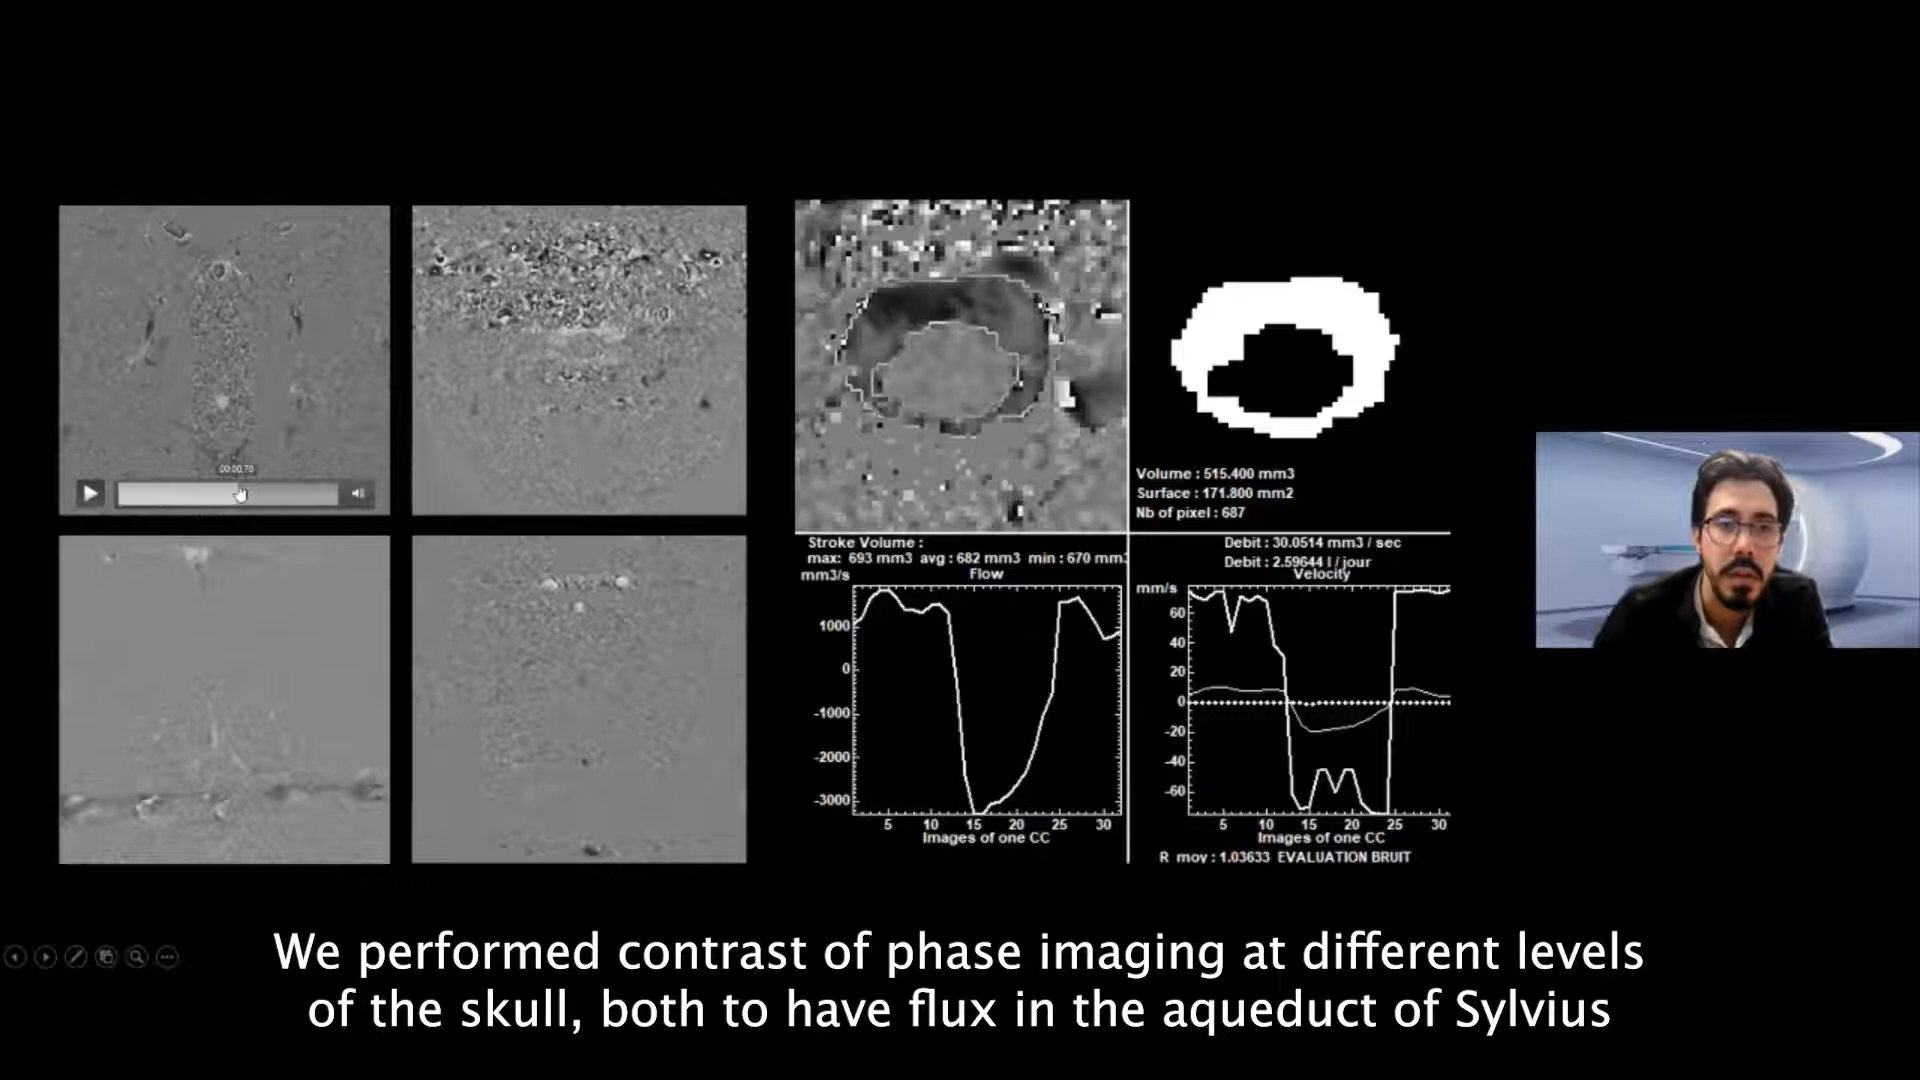 00:00,70
Volume : 515.400 mm3
Surface : 171.800 mm2
Nb of pixel : 687
Stroke Volume :
max: 693 mm3 avg : 682 mm3 min : 670 mm3
mm3/s
Flow
1000
0
-1000
-2000
-3000
5 10 15 20 25 30
Images of one CC
Debit : 30.0514 mm3 / sec
Debit : 2.59644 l / jour
Velocity
mm/s
60
40
20
0
-20
-40
-60
5 10 15 20 25 30
Images of one CC
R moy : 1.03633 EVALUATION BRUIT
We performed contrast of phase imaging at different levels
of the skull, both to have flux in the aqueduct of Sylvius